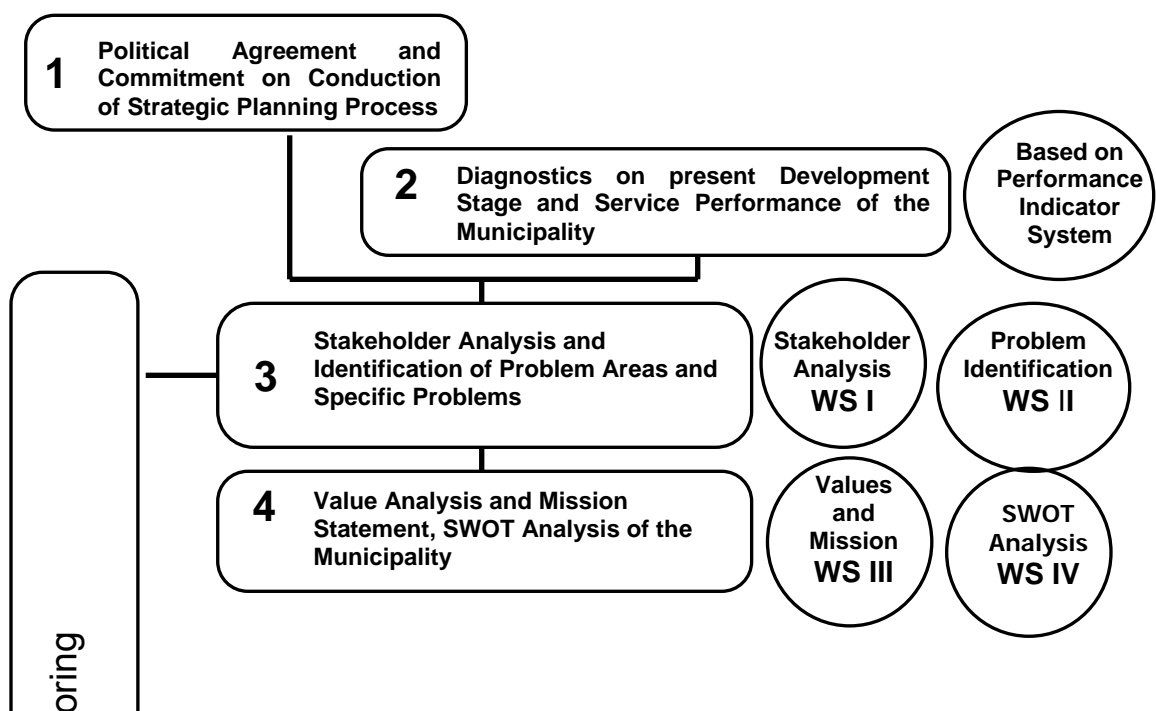 1
Political Agreement and
Commitment on Conduction
of Strategic Planning Process
2
Diagnostics on present Development
Stage and Service Performance of the
Municipality
Based on
Performance
Indicator
System
3
Stakeholder Analysis and
Identification of Problem Areas and
Specific Problems
Stakeholder
Analysis
WS I
Problem
Identification
WS II
4
Value Analysis and Mission
Statement, SWOT Analysis of the
Municipality
Values
and
Mission
WS III
SWOT
Analysis
WS IV
oring